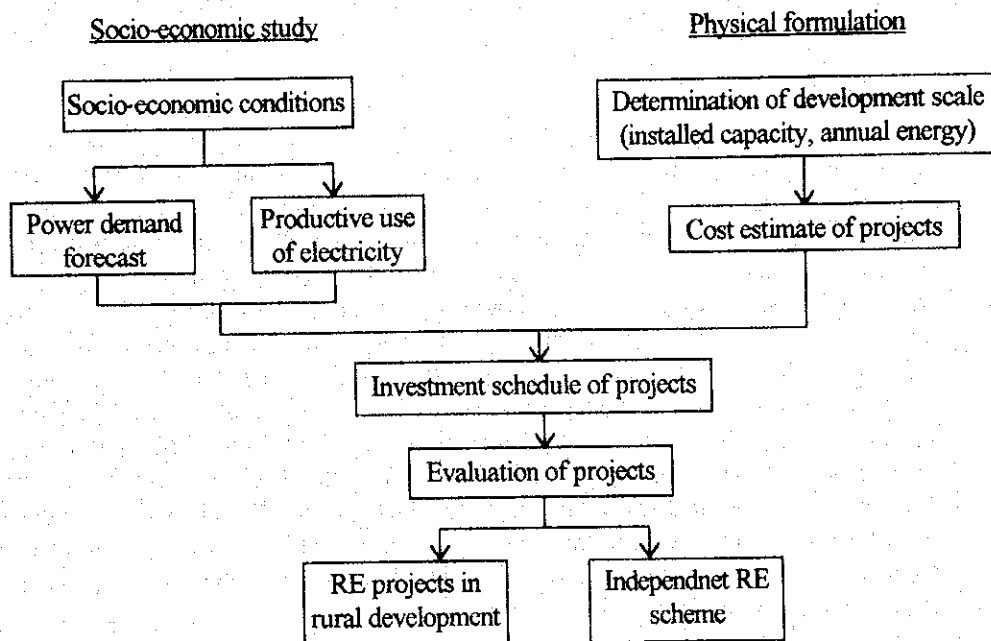 Socio-economic study
Physical formulation
Socio-economic conditions
Determination of development scale
(installed capacity, annual energy)
Power demand
forecast
Productive use
of electricity
Cost estimate of projects
Investment schedule of projects
Evaluation of projects
RE projects in
rural development
Independnet RE
scheme